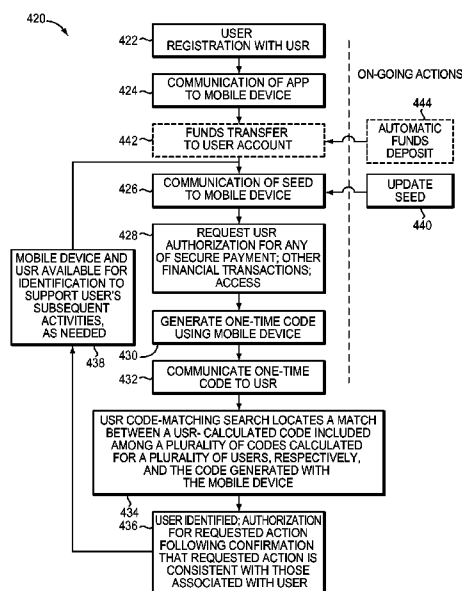 420
422
USER
REGISTRATION WITH USR
424
COMMUNICATION OF APP
TO MOBILE DEVICE
ON-GOING ACTIONS
442
FUNDS TRANSFER
TO USER ACCOUNT
444
AUTOMATIC
FUNDS
DEPOSIT
426
COMMUNICATION OF SEED
TO MOBILE DEVICE
UPDATE
SEED
440
428
REQUEST USR
AUTHORIZATION FOR ANY
OF SECURE PAYMENT; OTHER
FINANCIAL TRANSACTIONS;
ACCESS
MOBILE DEVICE AND
USR AVAILABLE FOR
IDENTIFICATION TO
SUPPORT USER'S
SUBSEQUENT
ACTIVITIES,
AS NEEDED
438
GENERATE ONE-TIME CODE
USING MOBILE DEVICE
430
432
COMMUNICATE ONE-TIME
CODE TO USR
USR CODE-MATCHING SEARCH LOCATES A MATCH
BETWEEN A USR- CALCULATED CODE INCLUDED
AMONG A PLURALITY OF CODES CALCULATED
FOR A PLURALITY OF USERS, RESPECTIVELY,
AND THE CODE GENERATED WITH
THE MOBILE DEVICE
434
436
USER IDENTIFIED; AUTHORIZATION
FOR REQUESTED ACTION
FOLLOWING CONFIRMATION
THAT REQUESTED ACTION IS
CONSISTENT WITH THOSE
ASSOCIATED WITH USER